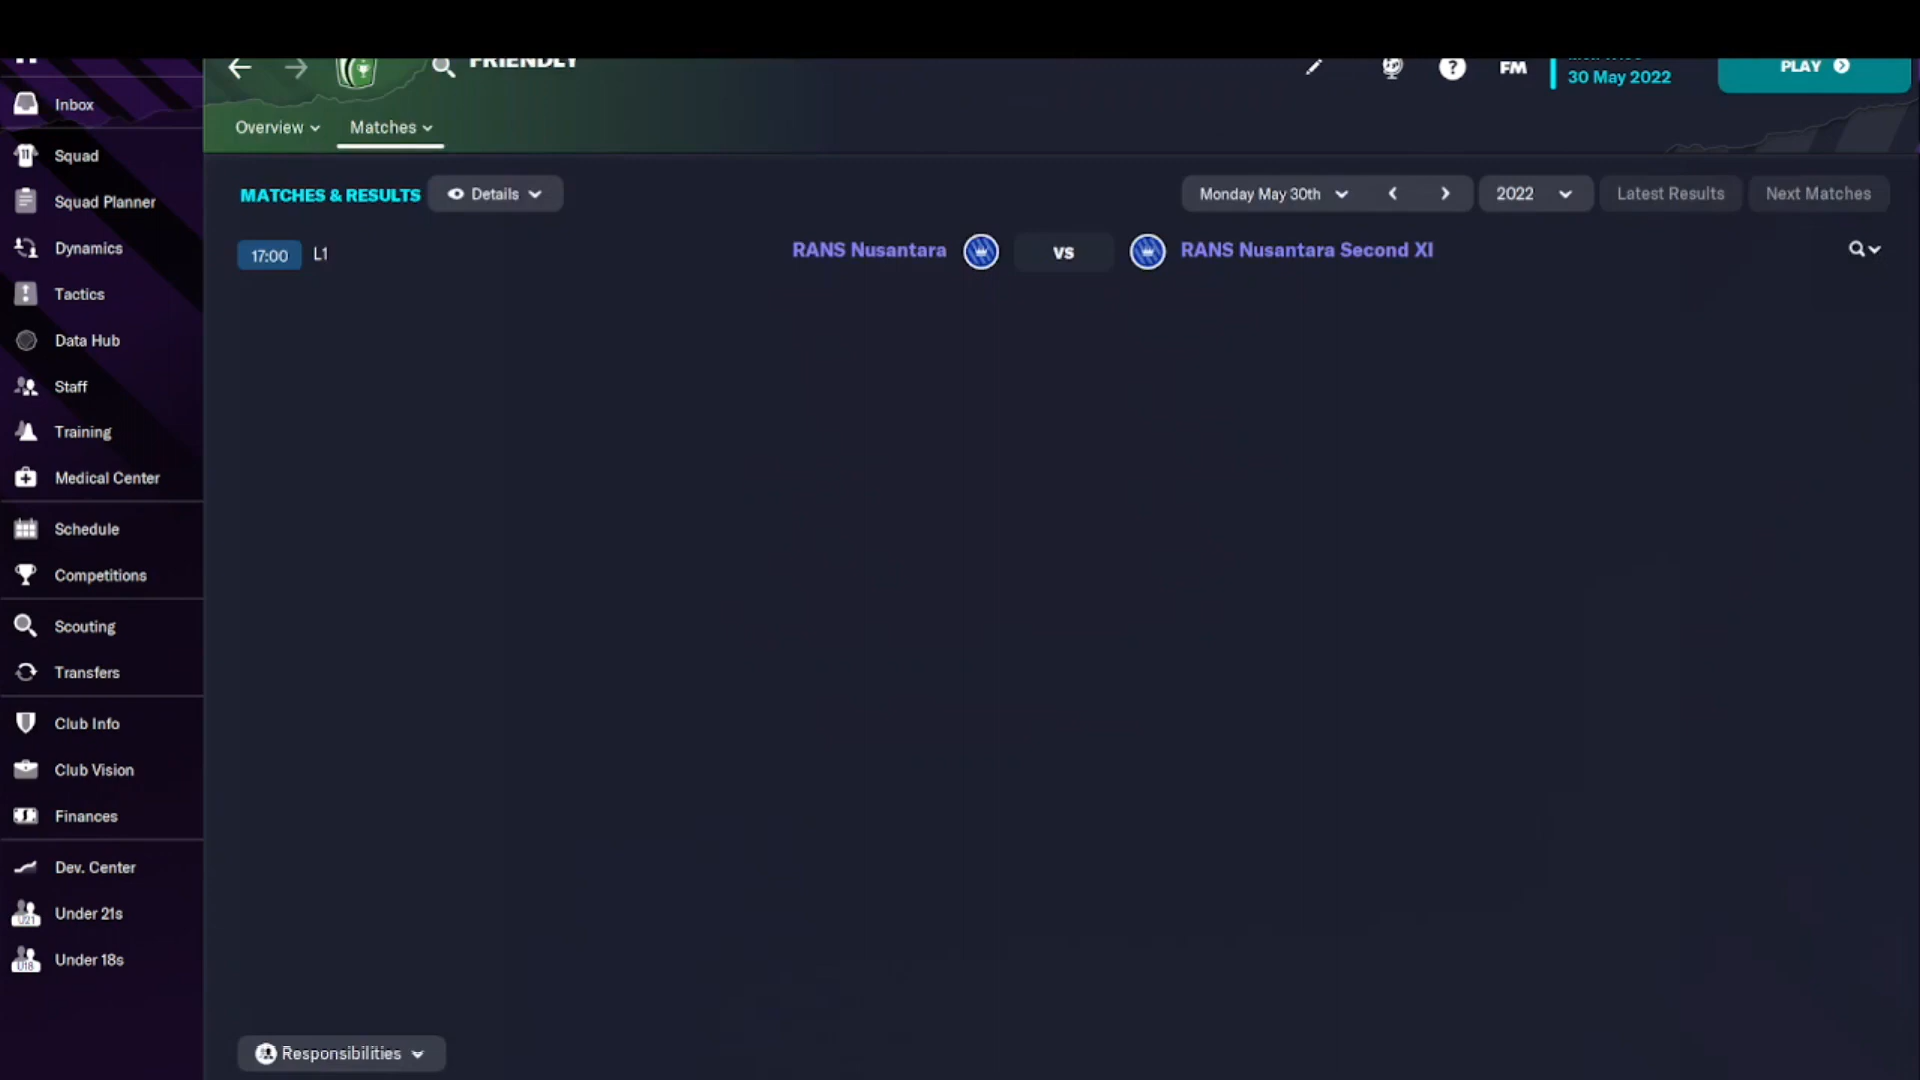 FRIENDLY
FM
30 May 2022
PLAY
Inbox
Overview
Matches
Squad
Squad Planner
Dynamics
Tactics
Data Hub
Staff
Training
Medical Center
Schedule
Competitions
Scouting
Transfers
Club Info
Club Vision
Finances
Dev. Center
Under 21s
Under 18s
MATCHES & RESULTS
Details
Monday May 30th
2022
Latest Results
Next Matches
17:00 L1
RANS Nusantara vs RANS Nusantara Second XI
Responsibilities